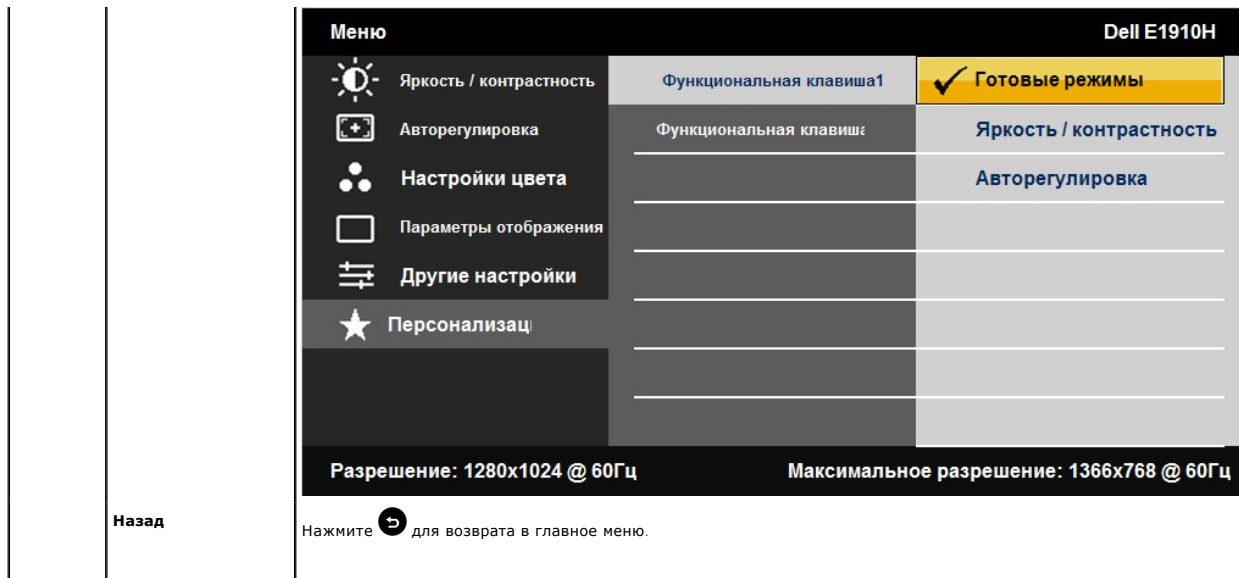 Меню Dell E1910H
Яркость / контрастность Функциональная клавиша1 Готовые режимы
Авторегулировка Функциональная клавиша Яркость / контрастность
Настройки цвета Авторегулировка
Параметры отображения
Другие настройки
Персонализац
Разрешение: 1280x1024 @ 60Гц Максимальное разрешение: 1366x768 @ 60Гц
Назад Нажмите для возврата в главное меню.